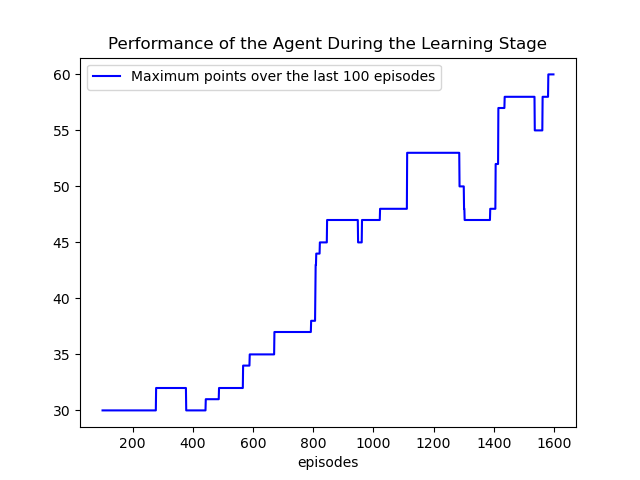 Performance of the Agent During the Learning Stage
Maximum points over the last 100 episodes
60
55
50
45
40
35
30
200 400 600 800 1000 1200 1400 1600
episodes